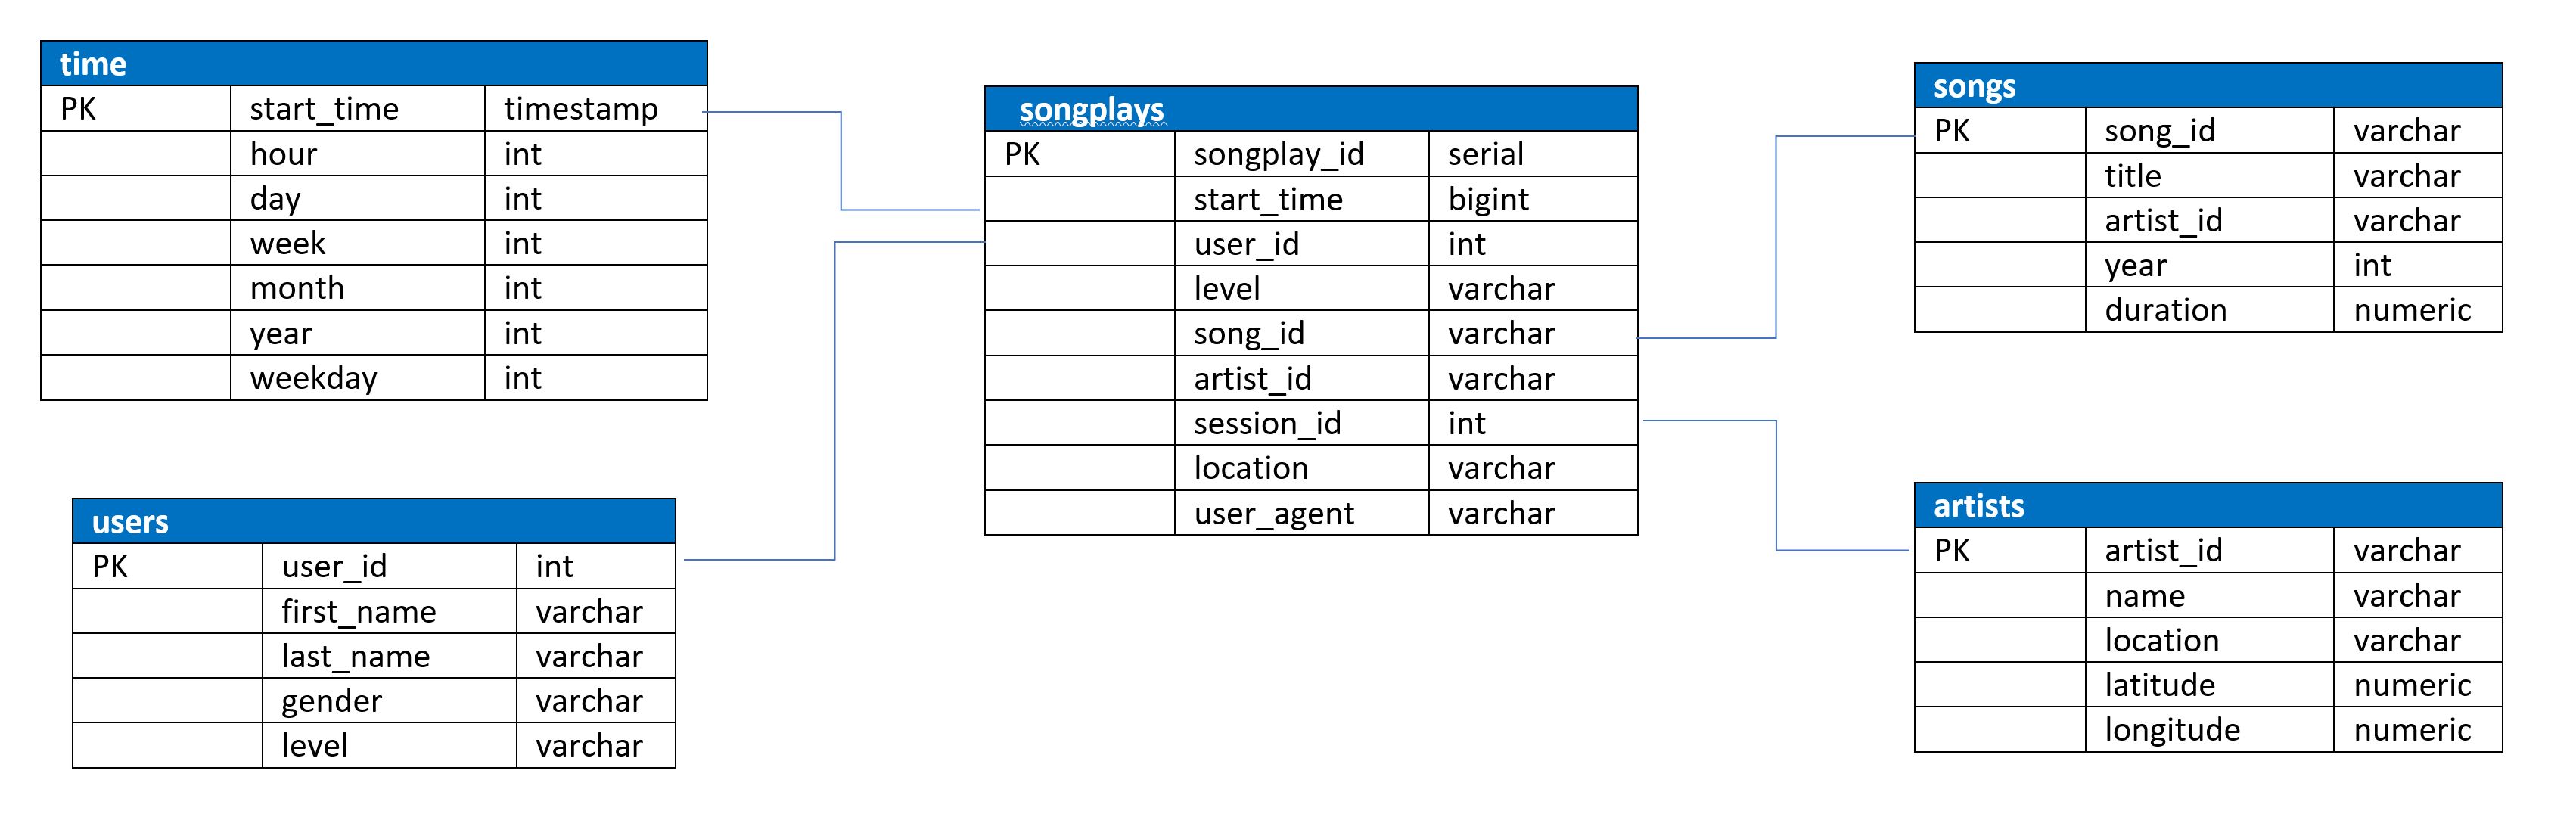 time
PK start_time timestamp
hour int
day int
week int
month int
year int
weekday int
users
PK user_id int
first_name varchar
last_name varchar
gender varchar
level varchar
songplays
PK songplay_id serial
start_time bigint
user_id int
level varchar
song_id varchar
artist_id varchar
session_id int
location varchar
user_agent varchar
songs
PK song_id varchar
title varchar
artist_id varchar
year int
duration numeric
artists
PK artist_id varchar
name varchar
location varchar
latitude numeric
longitude numeric